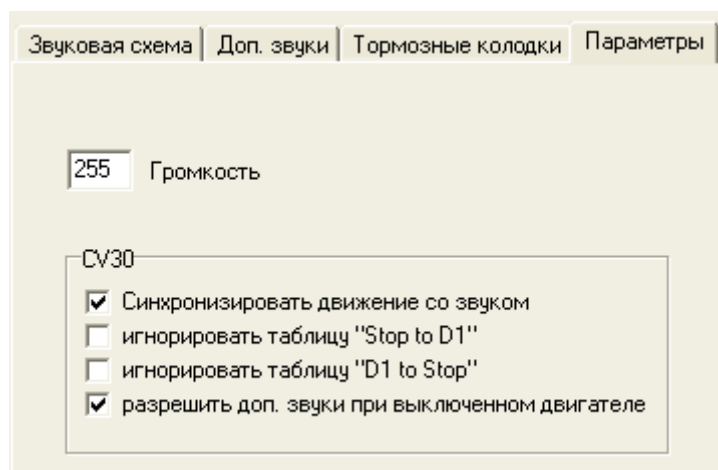 Звуковая схема Доп. звуки Тормозные колодки Параметры
255 Громкость
CV30
Синхронизировать движение со звуком
игнорировать таблицу "Stop to D1"
игнорировать таблицу "D1 to Stop"
разрешить доп. звуки при выключенном двигателе